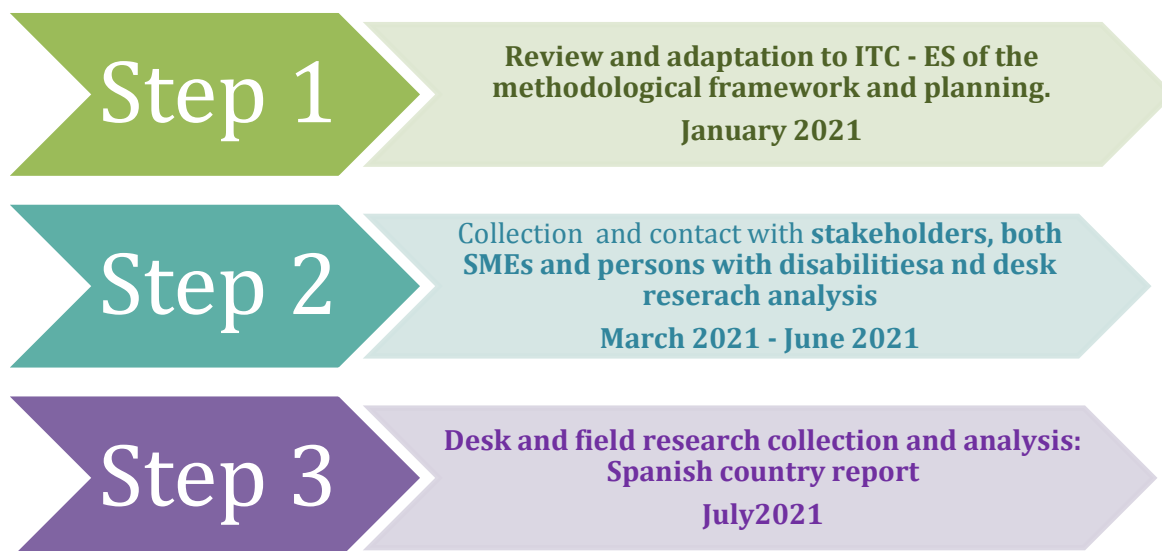 Step 1
Review and adaptation to ITC - ES of the
methodological framework and planning.
January 2021
Step 2
Collection  and contact with stakeholders, both
SMEs and persons with disabilitiesa nd desk
reserach analysis
March 2021 - June 2021
Step 3
Desk and field research collection and analysis:
Spanish country report
July2021